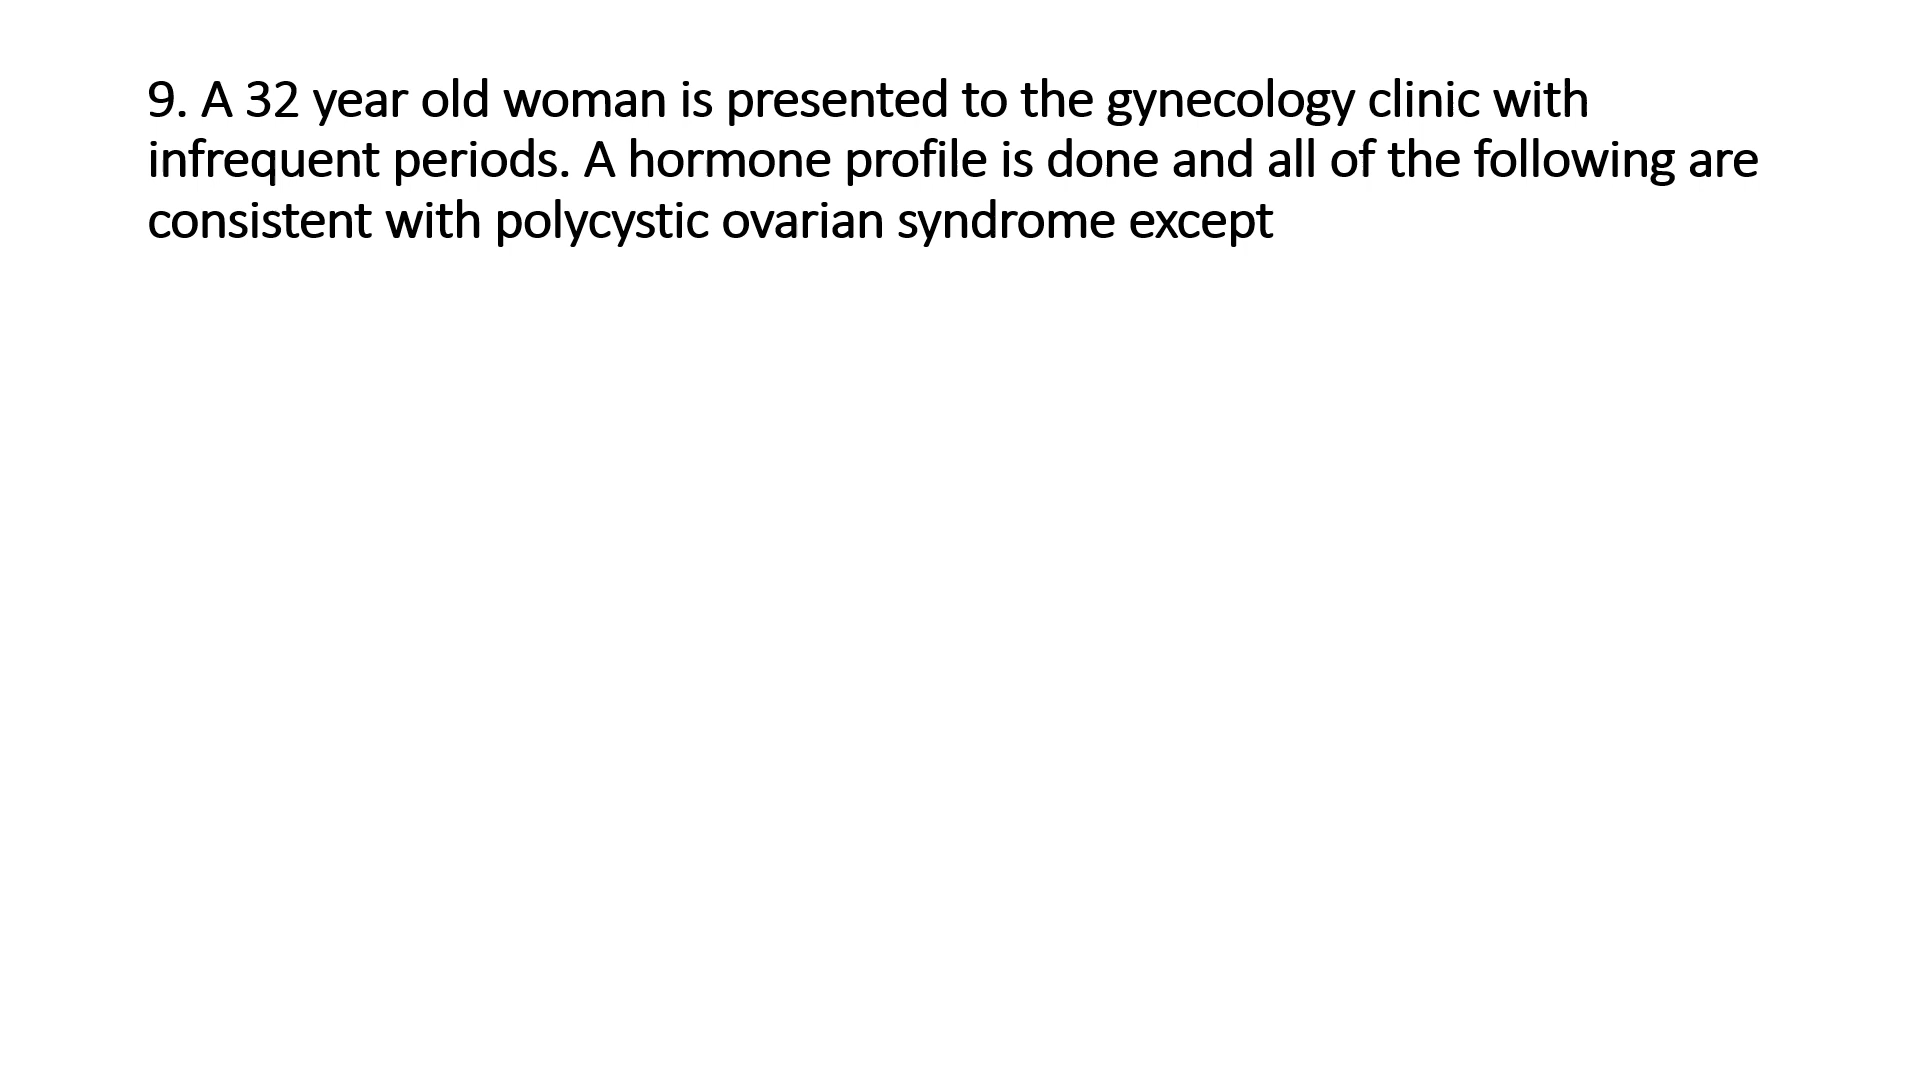 9. A 32 year old woman is presented to the gynecology clinic with
infrequent periods. A hormone profile is done and all of the following are
consistent with polycystic ovarian syndrome except